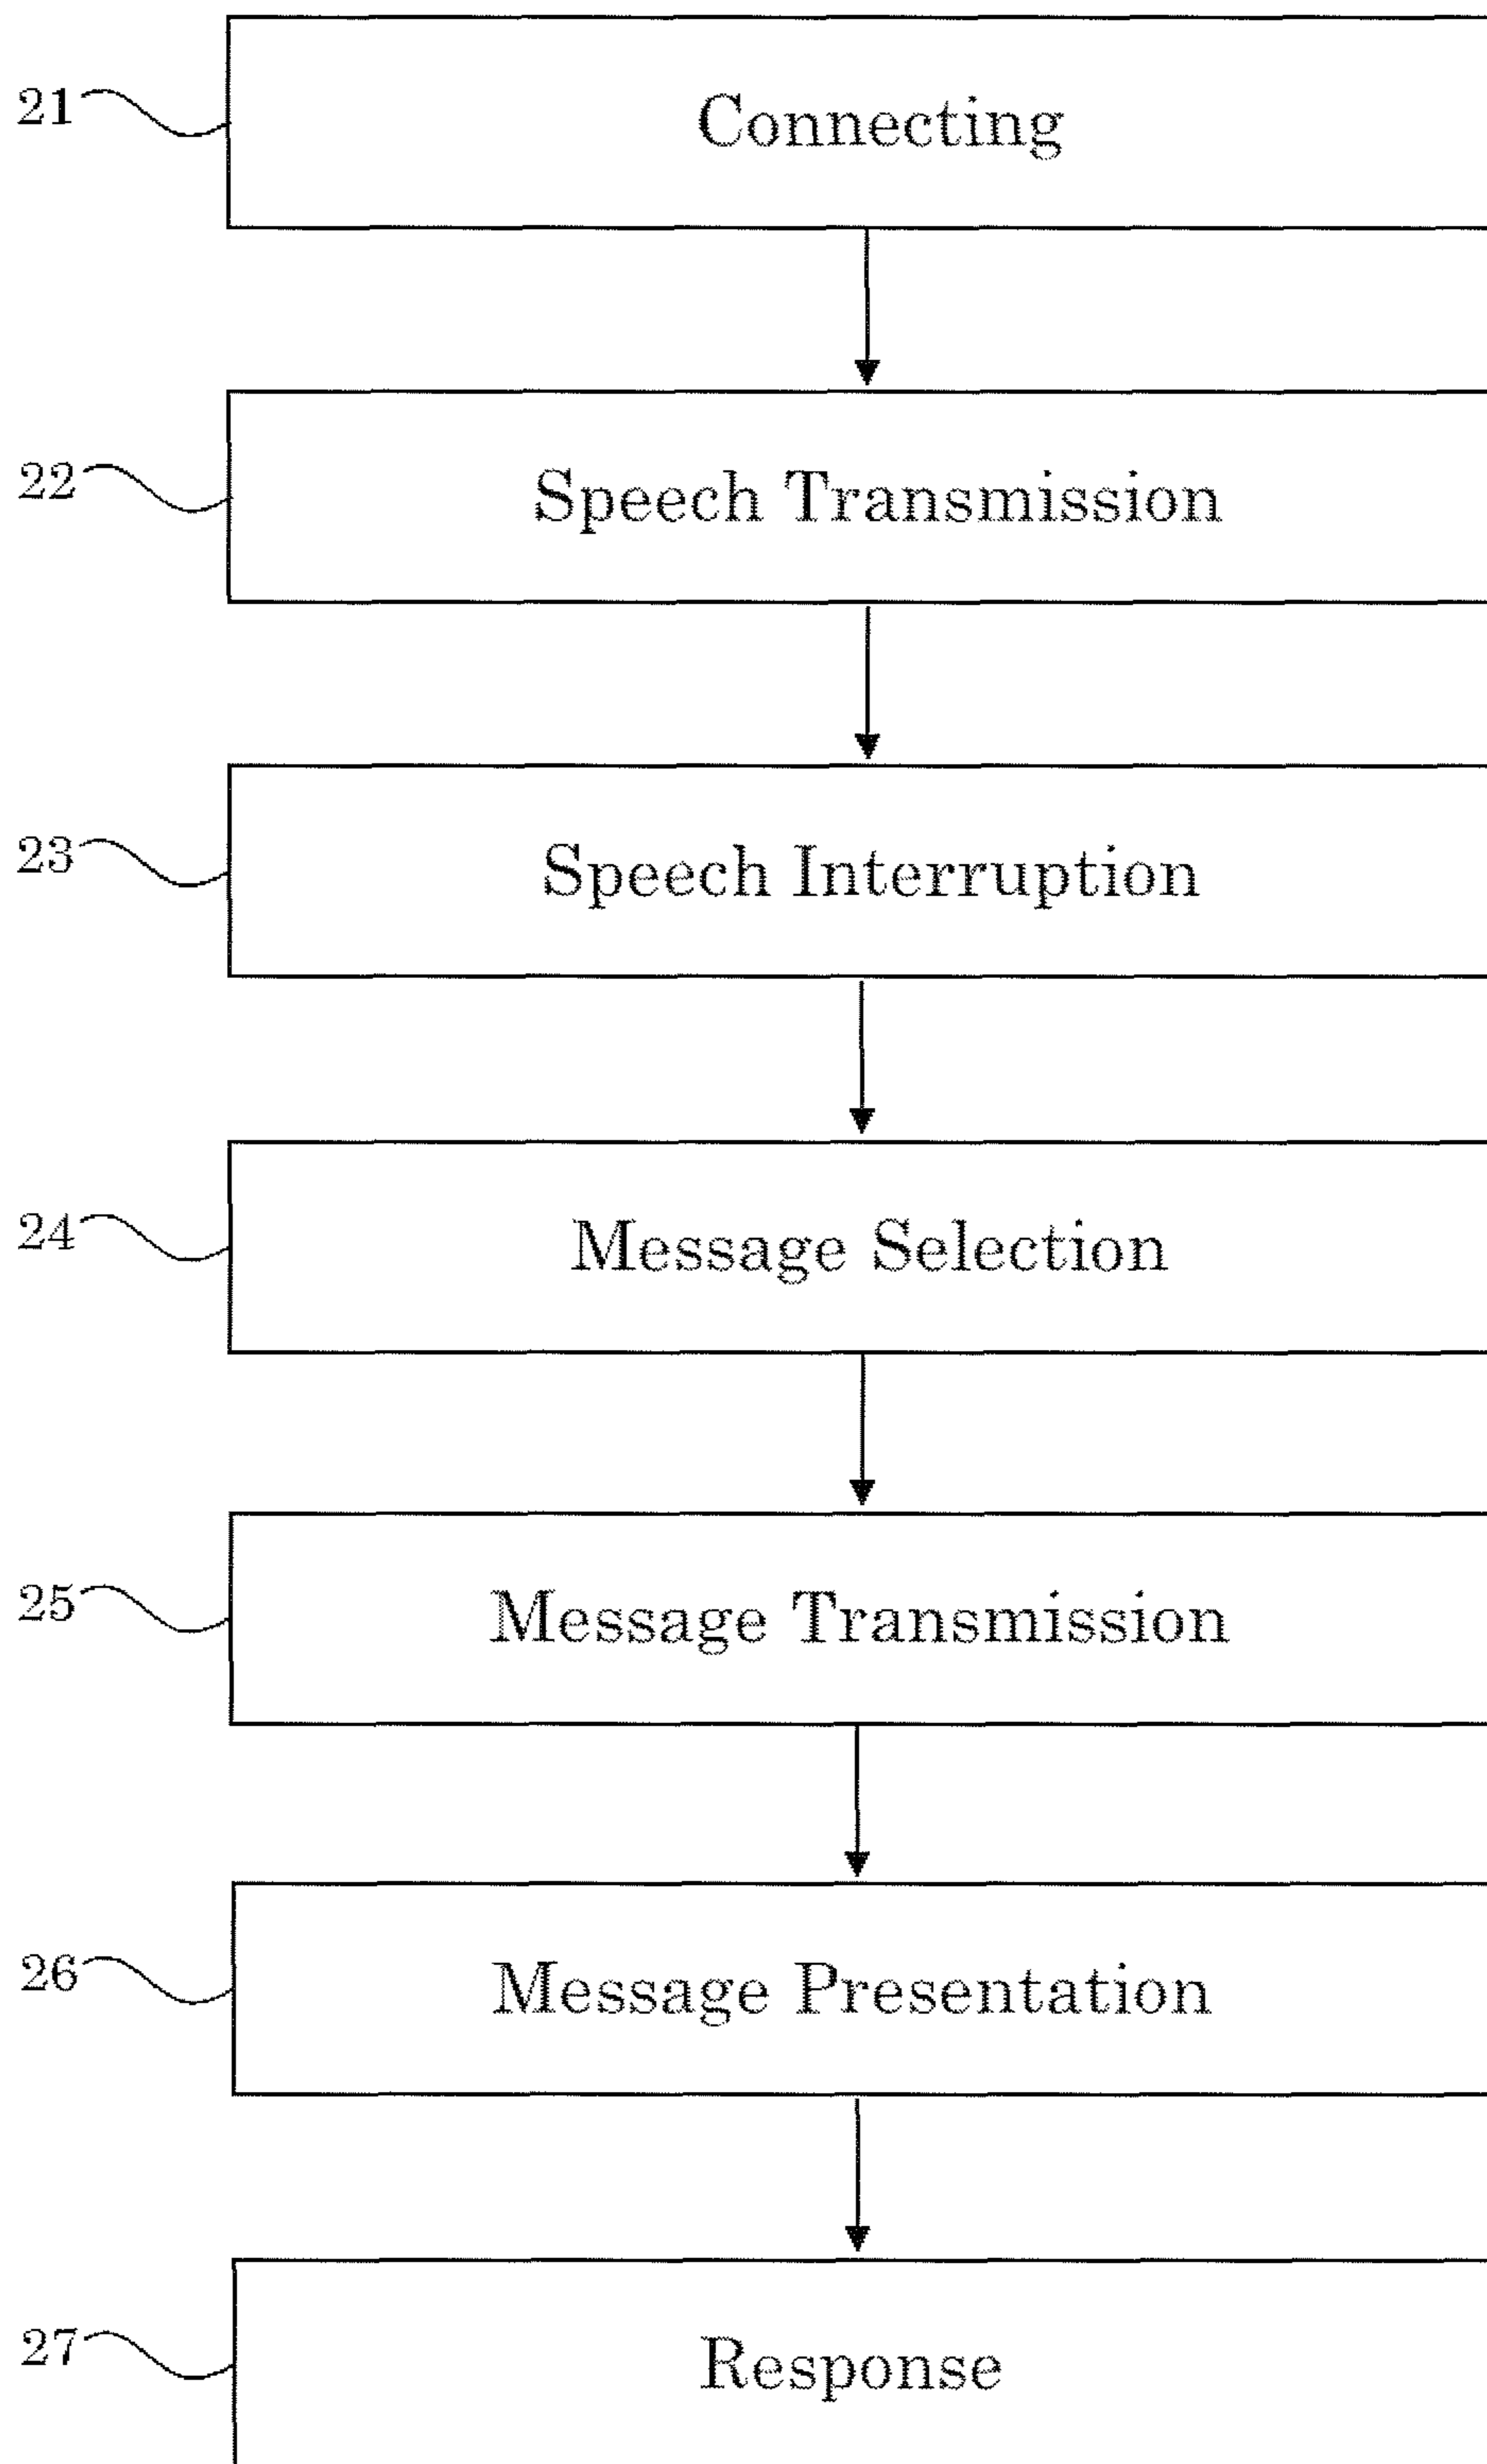 21 Connecting
22 Speech Transmission
23 Speech Interruption
24 Message Selection
25 Message Transmission
26 Message Presentation
27 Response